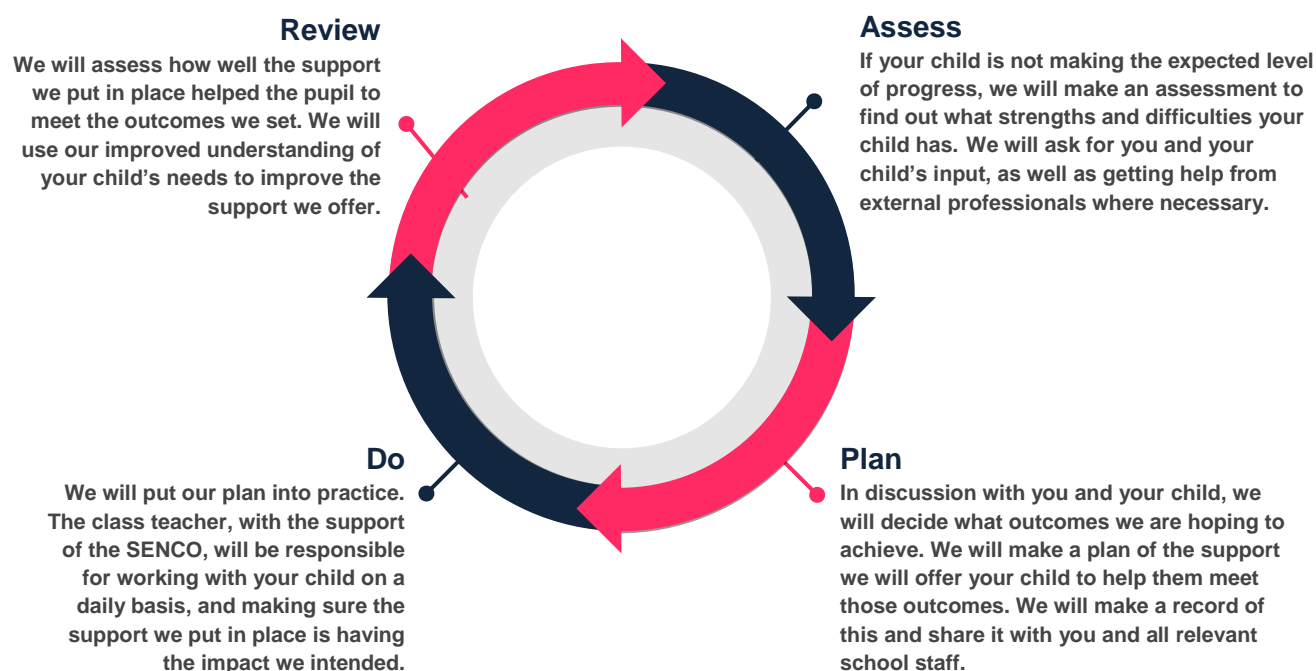 Review
We will assess how well the support
we put in place helped the pupil to
meet the outcomes we set. We will
use our improved understanding of
your child’s needs to improve the
support we offer.
Assess
If your child is not making the expected level
of progress, we will make an assessment to
find out what strengths and difficulties your
child has. We will ask for you and your
child’s input, as well as getting help from
external professionals where necessary.
Do
We will put our plan into practice.
The class teacher, with the support
of the SENCO, will be responsible
for working with your child on a
daily basis, and making sure the
support we put in place is having
the impact we intended.
Plan
In discussion with you and your child, we
will decide what outcomes we are hoping to
achieve. We will make a plan of the support
we will offer your child to help them meet
those outcomes. We will make a record of
this and share it with you and all relevant
school staff.